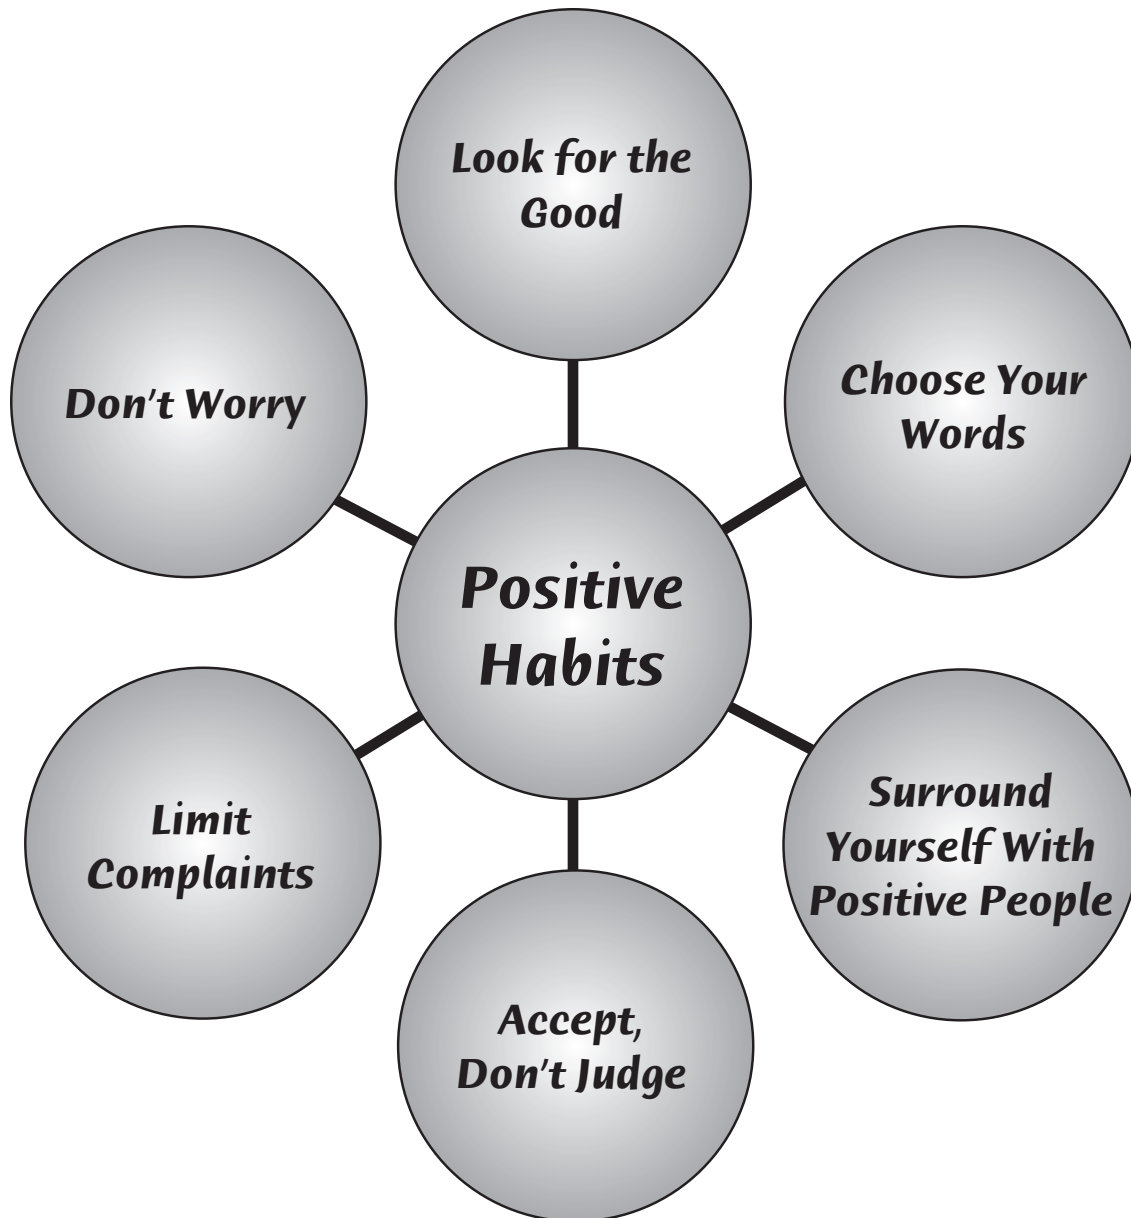 Look for the
Good
Don't Worry
Choose Your
Words
Positive
Habits
Limit
Complaints
Surround
Yourself With
Positive People
Accept,
Don't Judge